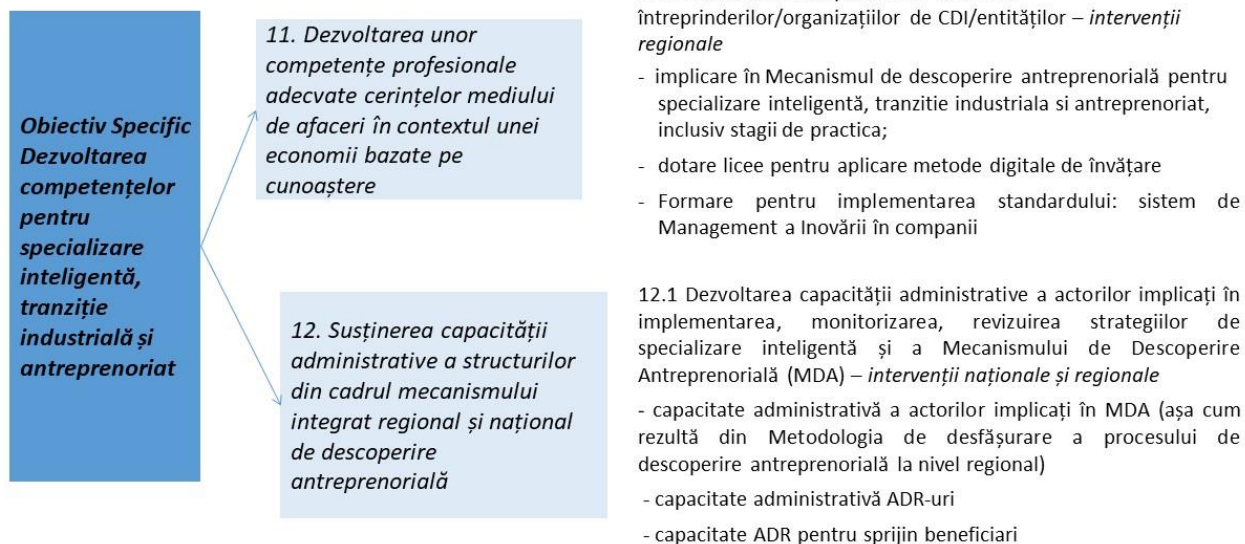 Obiectiv Specific
Dezvoltarea
competențelor
pentru
specializare
inteligentă,
tranziție
industrială și
antreprenoriat
11. Dezvoltarea unor
competențe profesionale
adecvate cerințelor mediului
de afaceri în contextul unei
economii bazate pe
cunoaștere
12. Susținerea capacității
administrative a structurilor
din cadrul mecanismului
integrat regional și național
de descoperire
antreprenorială
întreprinderilor/organizațiilor de CDI/entităților – intervenții
regionale
- implicare în Mecanismul de descoperire antreprenorială pentru
specializare inteligentă, tranzitie industriala si antreprenoriat,
inclusiv stagii de practica;
- dotare licee pentru aplicare metode digitale de învățare
- Formare pentru implementarea standardului: sistem de
Management a Inovării în companii
12.1 Dezvoltarea capacității administrative a actorilor implicați în
implementarea, monitorizarea, revizuirea strategiilor de
specializare inteligentă și a Mecanismului de Descoperire
Antreprenorială (MDA) – intervenții naționale și regionale
- capacitate administrativă a actorilor implicați în MDA (așa cum
rezultă din Metodologia de desfășurare a procesului de
descoperire antreprenorială la nivel regional)
- capacitate administrativă ADR-uri
- capacitate ADR pentru sprijin beneficiari